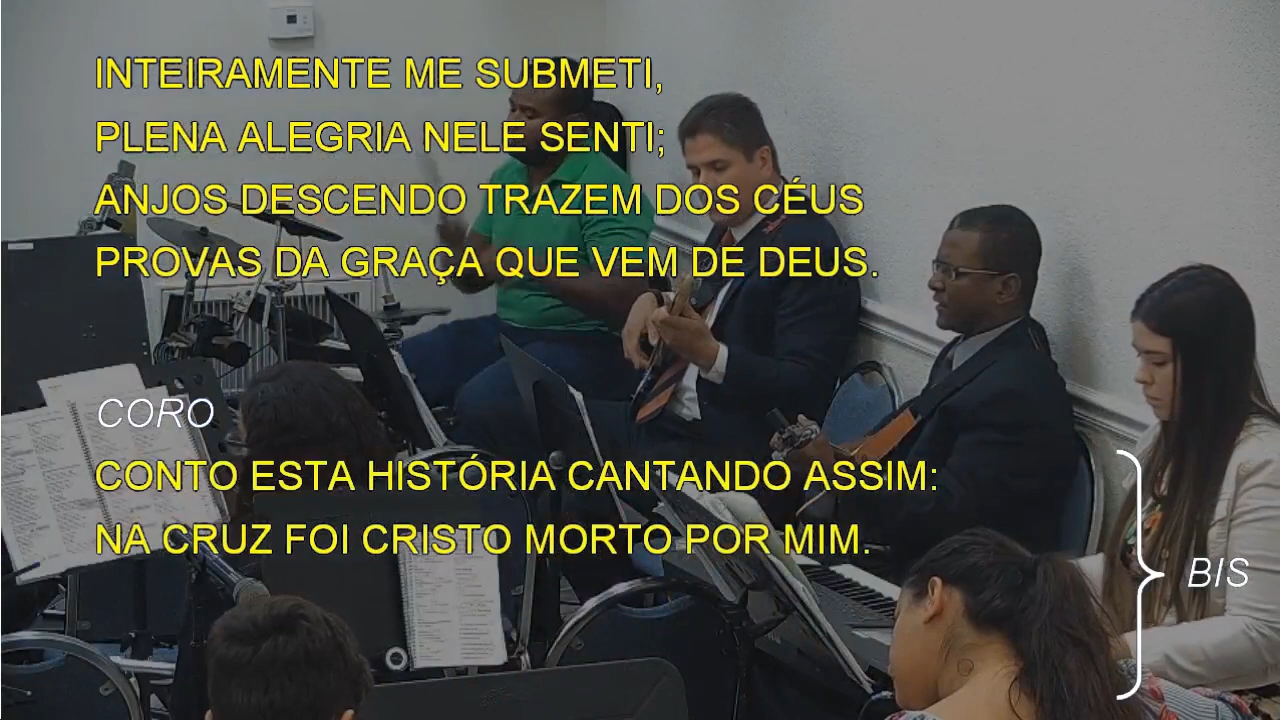 INTEIRAMENTE ME SUBMETI,
PLENA ALEGRIA NELE SENTI;
ANJOS DESCENDO TRAZEM DOS CÉUS
PROVAS DA GRAÇA QUE VEM DE DEUS.
CORO
CONTO ESTA HISTÓRIA CANTANDO ASSIM:
NA CRUZ FOI CRISTO MORTO POR MIM.
BIS